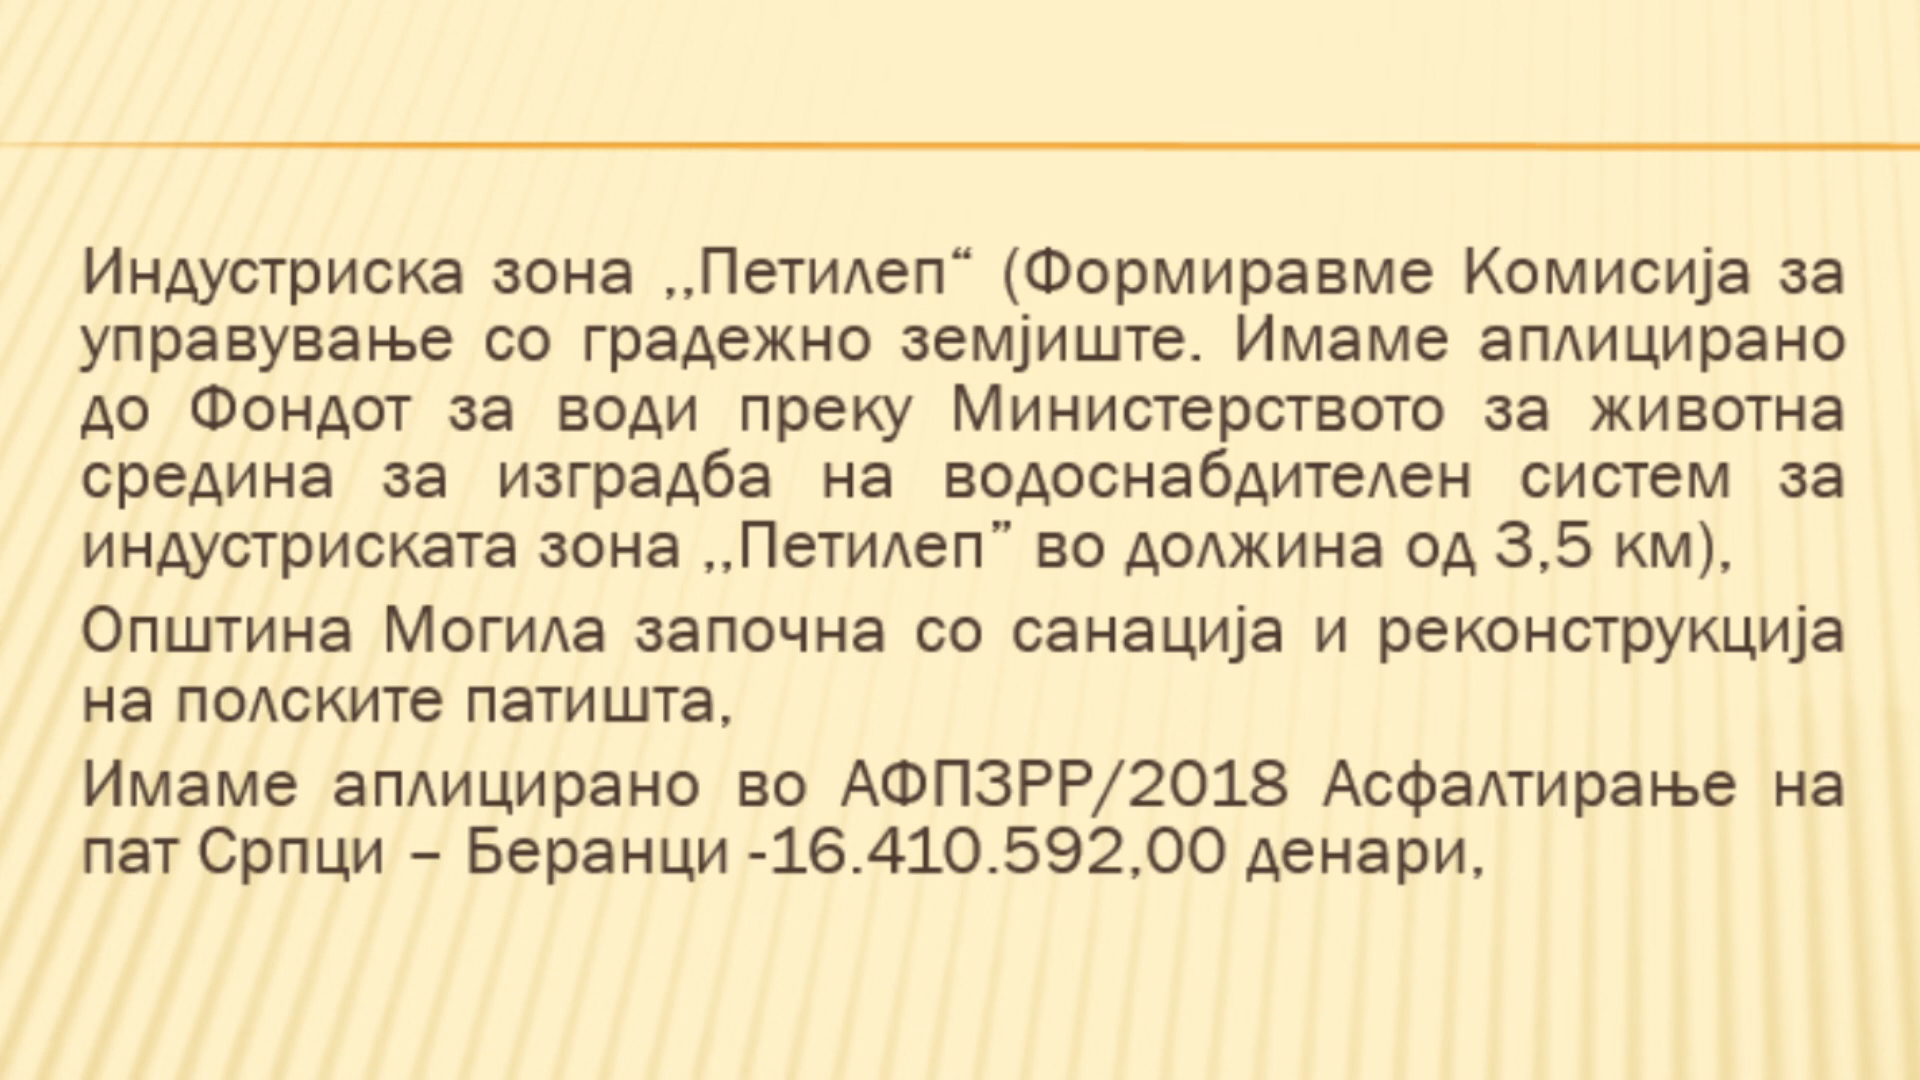 Индустриска зона ,,Петилеп“ (Формиравме Комисија за
управување со градежно земјиште. Имаме аплицирано
до Фондот за води преку Министерството за животна
средина за изградба на водоснабдителен систем за
индустриската зона ,,Петилеп” во должина од 3,5 км),
Општина Могила започна со санација и реконструкција
на полските патишта,
Имаме аплицирано во АФПЗРР/2018 Асфалтирање на
пат Српци – Беранци -16.410.592,00 денари,